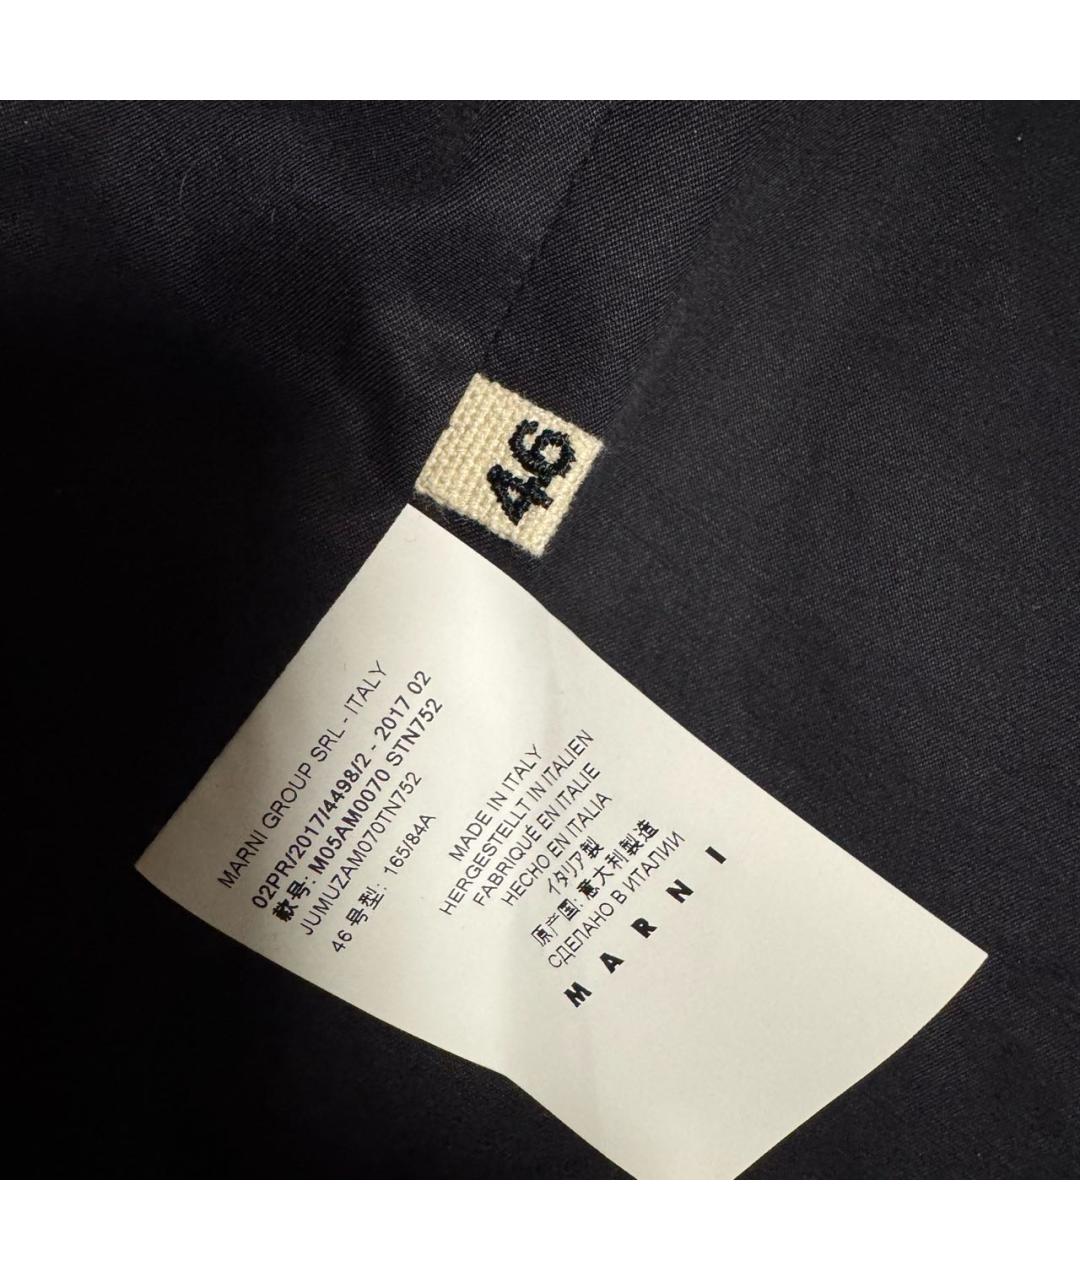 46
MARNI GROUP SRL - ITALY
02PR/2017/4498/2 - 2017 02
款号: M05AM0070 STN752
JUMUZAM070TN752
46 号型: 165/84A
MADE IN ITALY
HERGESTELLT IN ITALIEN
FABRIQUÉ EN ITALIE
HECHO EN ITALIA
イタリア製
原产国: 意大利製造
СДЕЛАНО В ИТАЛИИ
MARNI